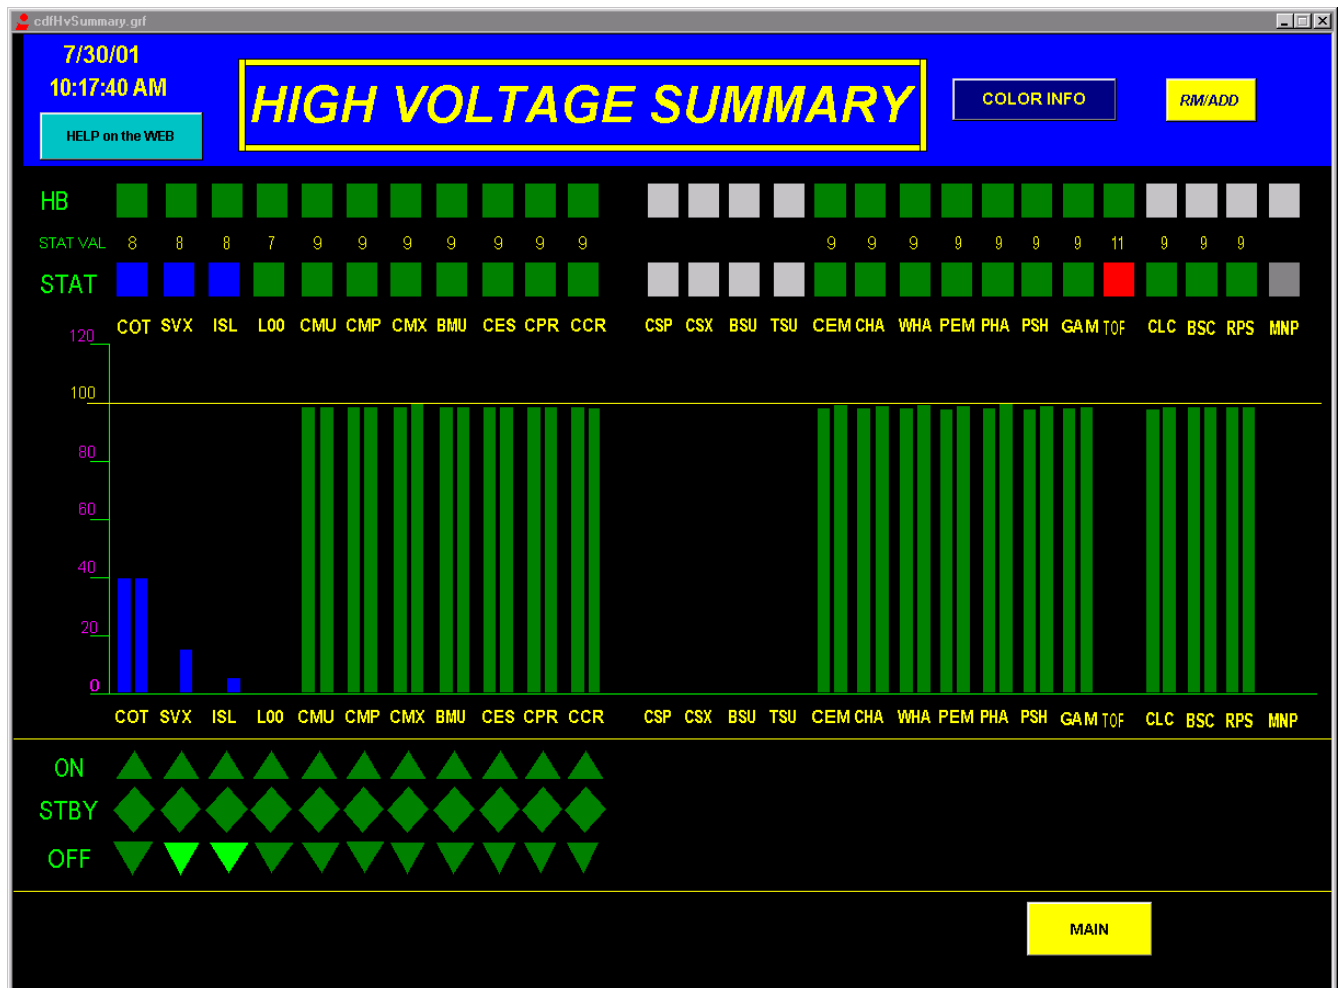 cdfHvSummary.grf
7/30/01
10:17:40 AM
HELP on the WEB
HIGH VOLTAGE SUMMARY
COLOR INFO
RM/ADD
HB
STAT VAL 8 8 8 7 9 9 9 9 9 9 9 9 9 9 9 9 9 9 11 9 9 9
STAT
COT SVX ISL L00 CMU CMP CMX BMU CES CPR CCR CSP CSX BSU TSU CEM CHA WHA PEM PHA PSH GAM TOF CLC BSC RPS MNP
120
100
80
60
40
20
0
COT SVX ISL L00 CMU CMP CMX BMU CES CPR CCR CSP CSX BSU TSU CEM CHA WHA PEM PHA PSH GAM TOF CLC BSC RPS MNP
ON
STBY
OFF
MAIN